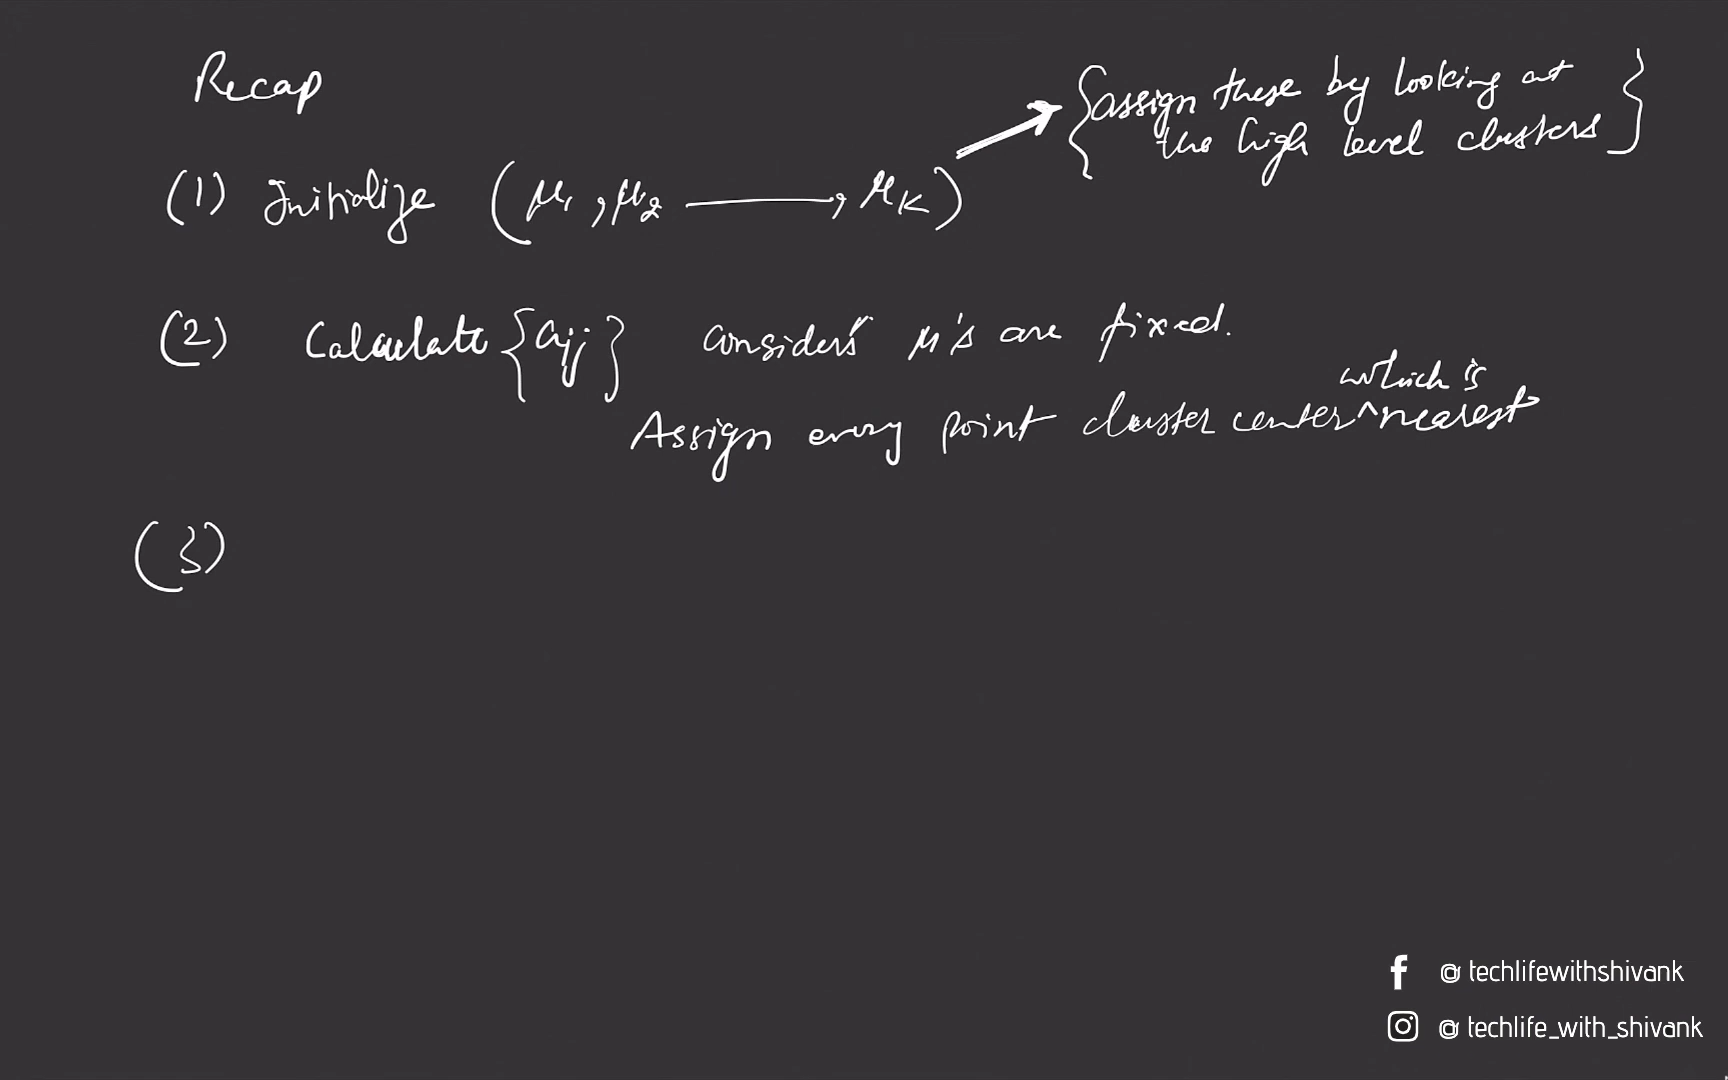 Recap
{assign these by looking at
the high level clusters}
(1) Initialize (μ₁, μ₂ ———, μK)
(2) Calculate {aij} considers μ's are fixed.
which is
Assign every point cluster center ^ nearest
(3)
@ techlifewithshivank
@ techlife_with_shivank